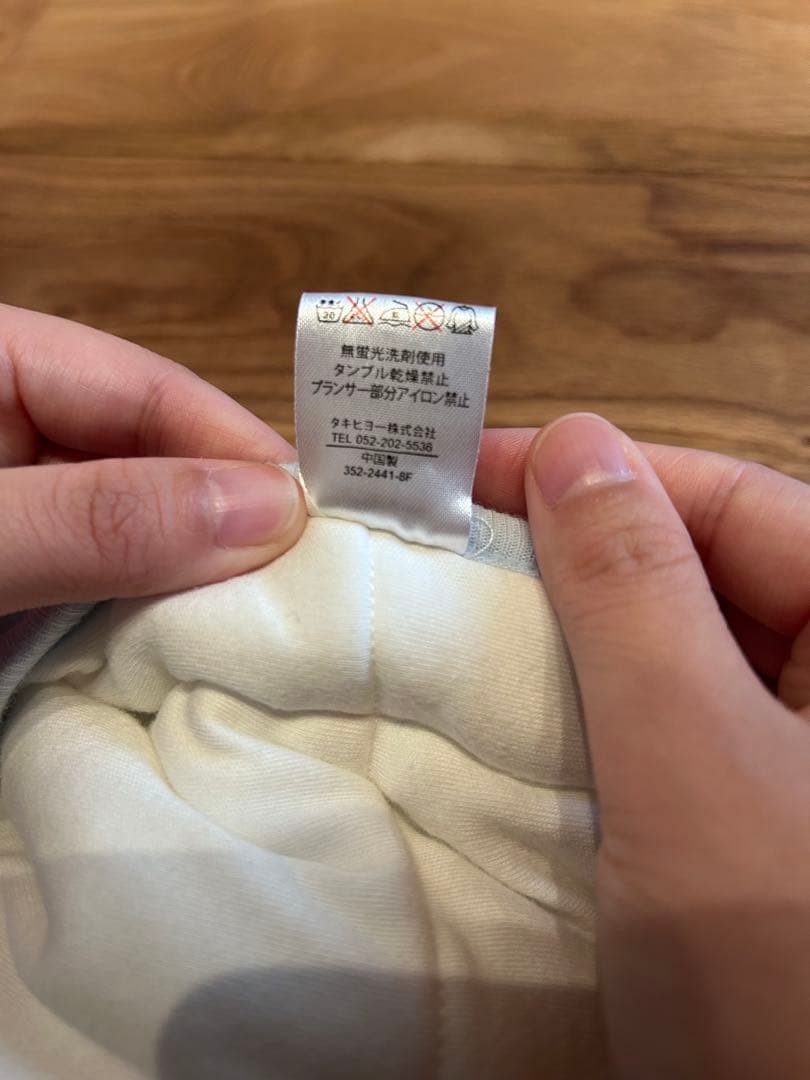 30
無蛍光洗剤使用
タンブル乾燥禁止
プランサー部分アイロン禁止
タキヒヨー株式会社
TEL 052-202-5536
中国製
352-2441-8F